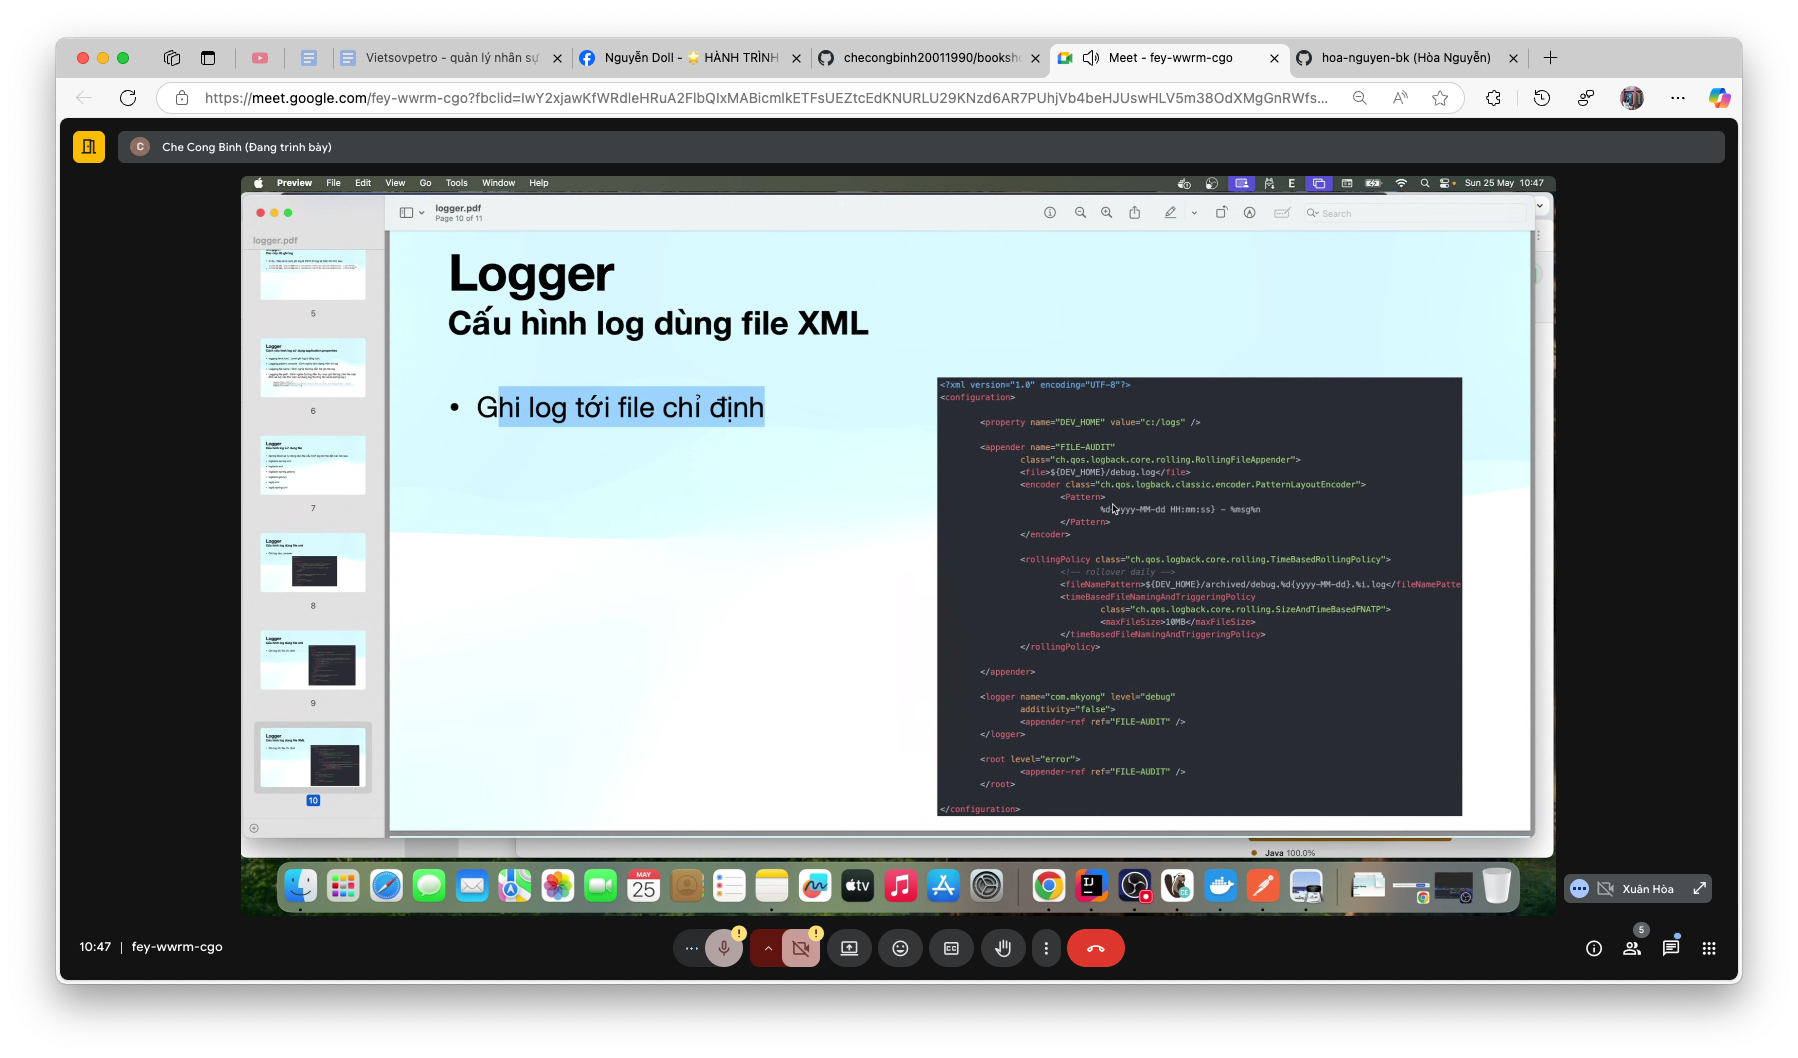 Vietsovpetro - quản lý nhân sự
Nguyễn Doll - ⭐ HÀNH TRÌNH
checongbinh20011990/booksh
Meet - fey-wwrm-cgo
hoa-nguyen-bk (Hòa Nguyễn)
https://meet.google.com/fey-wwrm-cgo?fbclid=IwY2xjawKfWRdleHRuA2FlbQIxMABicmlkETFsUEZtcEdKNURLU29KNzd6AR7PUhjVb4beHJUswHLV5m38OdXMgGnRWfs...
C
Che Cong Binh (Đang trình bày)
Preview File Edit View Go Tools Window Help
E
Sun 25 May 10:47
logger.pdf
Page 10 of 11
Search
logger.pdf
5
6
7
8
9
10
Logger
Cấu hình log dùng file XML
• Ghi log tới file chỉ định
<?xml version="1.0" encoding="UTF-8"?>
<configuration>
<property name="DEV_HOME" value="c:/logs" />
<appender name="FILE-AUDIT"
class="ch.qos.logback.core.rolling.RollingFileAppender">
<file>${DEV_HOME}/debug.log</file>
<encoder class="ch.qos.logback.classic.encoder.PatternLayoutEncoder">
<Pattern>
%d{yyyy-MM-dd HH:mm:ss} - %msg%n
</Pattern>
</encoder>
<rollingPolicy class="ch.qos.logback.core.rolling.TimeBasedRollingPolicy">
<!-- rollover daily -->
<fileNamePattern>${DEV_HOME}/archived/debug.%d{yyyy-MM-dd}.%i.log</fileNamePatte
<timeBasedFileNamingAndTriggeringPolicy
class="ch.qos.logback.core.rolling.SizeAndTimeBasedFNATP">
<maxFileSize>10MB</maxFileSize>
</timeBasedFileNamingAndTriggeringPolicy>
</rollingPolicy>
</appender>
<logger name="com.mkyong" level="debug"
additivity="false">
<appender-ref ref="FILE-AUDIT" />
</logger>
<root level="error">
<appender-ref ref="FILE-AUDIT" />
</root>
</configuration>
Java 100.0%
MAY
25
tv
IJ
Xuân Hòa
10:47 | fey-wwrm-cgo
5